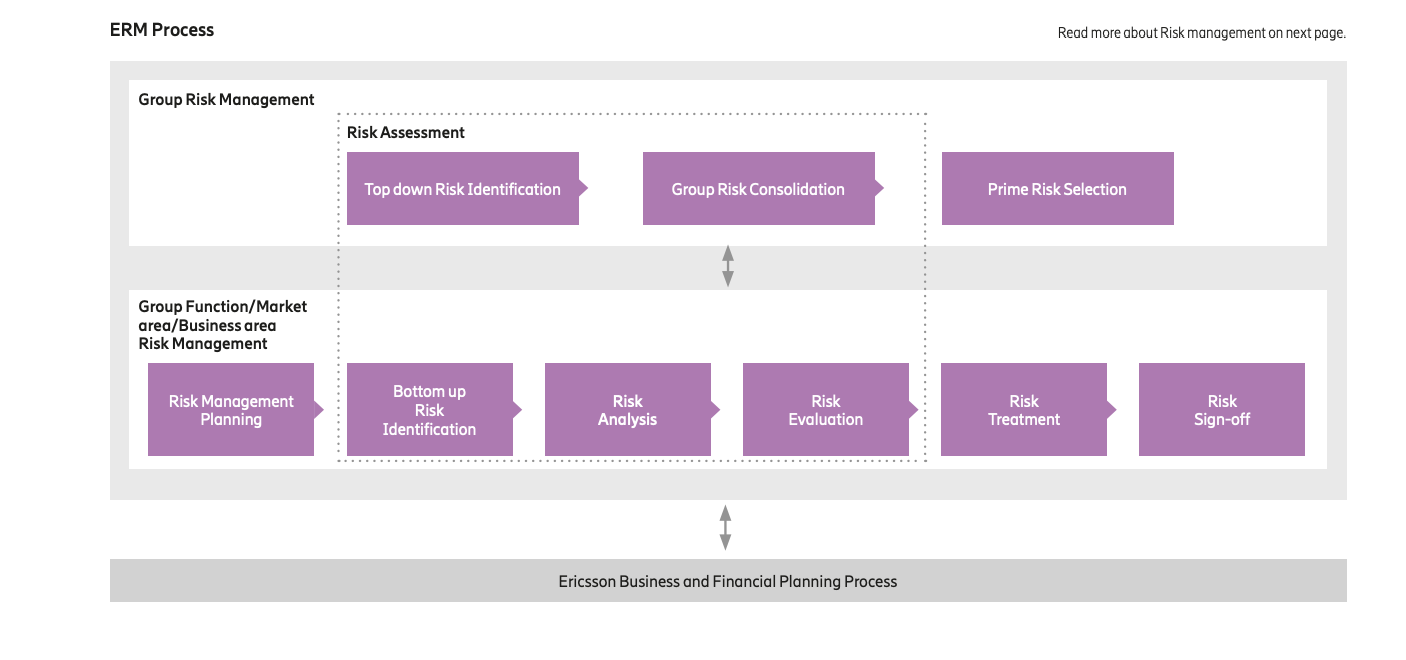 ERM Process
Read more about Risk management on next page.
Group Risk Management
Risk Assessment
Top down Risk Identification
Group Risk Consolidation
Prime Risk Selection
Group Function/Market
area/Business area
Risk Management
Risk Management
Planning
Bottom up
Risk
Identification
Risk
Analysis
Risk
Evaluation
Risk
Treatment
Risk
Sign-off
Ericsson Business and Financial Planning Process